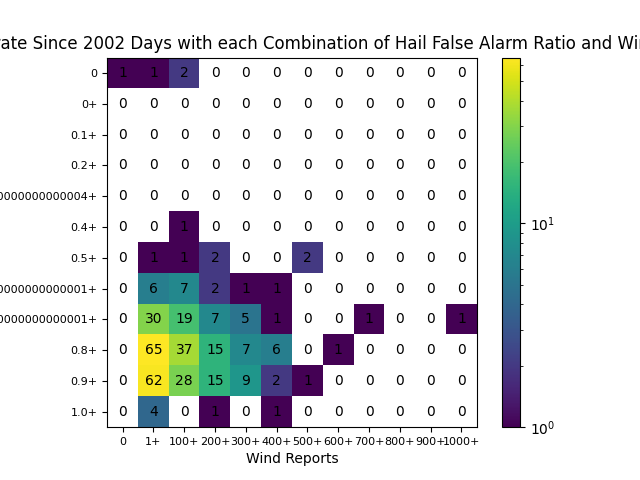 rate Since 2002 Days with each Combination of Hail False Alarm Ratio and Wi
0 1 1 2 0 0 0 0 0 0 0 0 0
0+ 0 0 0 0 0 0 0 0 0 0 0 0
0.1+ 0 0 0 0 0 0 0 0 0 0 0 0
0.2+ 0 0 0 0 0 0 0 0 0 0 0 0
0000000000004+ 0 0 0 0 0 0 0 0 0 0 0 0
0.4+ 0 0 1 0 0 0 0 0 0 0 0 0
0.5+ 0 1 1 2 0 0 2 0 0 0 0 0
0000000000001+ 0 6 7 2 1 1 0 0 0 0 0 0
0000000000001+ 0 30 19 7 5 1 0 0 1 0 0 1
0.8+ 0 65 37 15 7 6 0 1 0 0 0 0
0.9+ 0 62 28 15 9 2 1 0 0 0 0 0
1.0+ 0 4 0 1 0 1 0 0 0 0 0 0
0 1+ 100+ 200+ 300+ 400+ 500+ 600+ 700+ 800+ 900+ 1000+
Wind Reports
10¹
10⁰